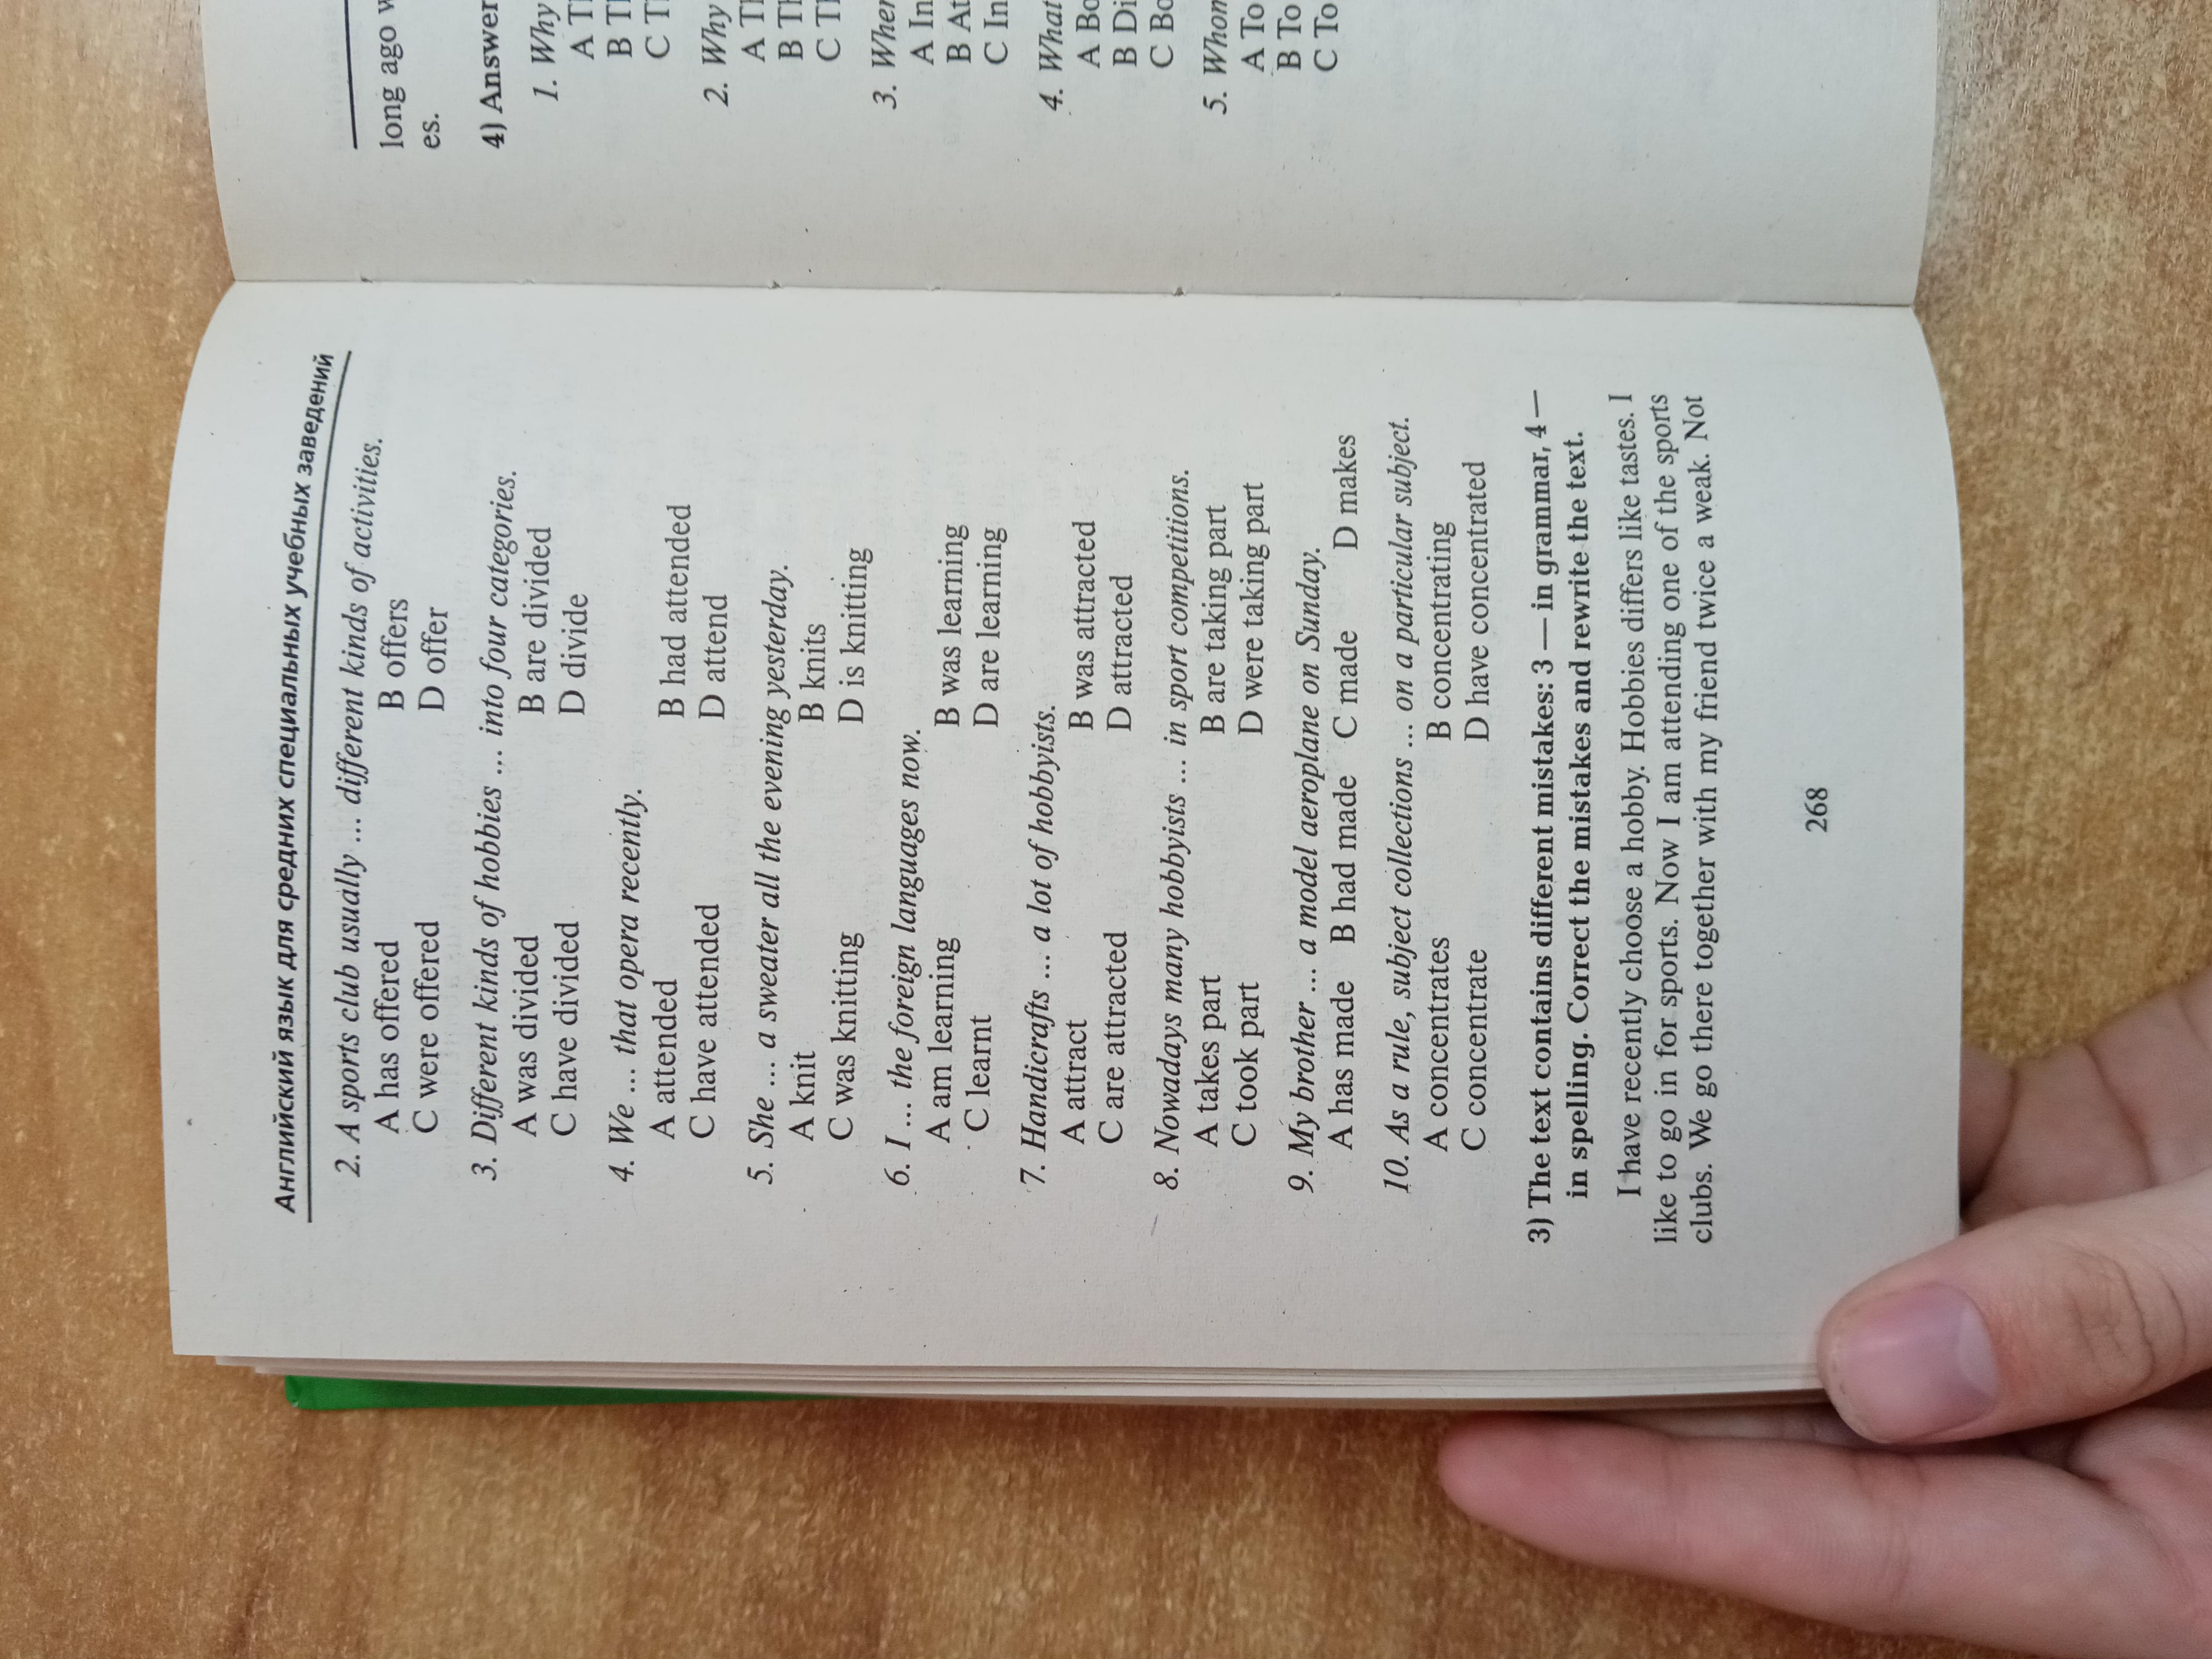 Английский язык для средних специальных учебных заведений
2. A sports club usually ... different kinds of activities.
A has offered B offers
C were offered D offer
3. Different kinds of hobbies ... into four categories.
A was divided B are divided
C have divided D divide
4. We ... that opera recently.
A attended B had attended
C have attended D attend
5. She ... a sweater all the evening yesterday.
A knit B knits
C was knitting D is knitting
6. I ... the foreign languages now.
A am learning B was learning
C learnt D are learning
7. Handicrafts ... a lot of hobbyists.
A attract B was attracted
C are attracted D attracted
8. Nowadays many hobbyists ... in sport competitions.
A takes part B are taking part
C took part D were taking part
9. My brother ... a model aeroplane on Sunday.
A has made B had made C made D makes
10. As a rule, subject collections ... on a particular subject.
A concentrates B concentrating
C concentrate D have concentrated
3) The text contains different mistakes: 3 — in grammar, 4 —
in spelling. Correct the mistakes and rewrite the text.
I have recently choose a hobby. Hobbies differs like tastes. I
like to go in for sports. Now I am attending one of the sports
clubs. We go there together with my friend twice a weak. Not
268
long ago
es.
4) Answer
1. Why
A
B
C
2. Why
A
B
C
3.
A In
B At
C In
4. What
A
B
C
5.
A To
B To
C To